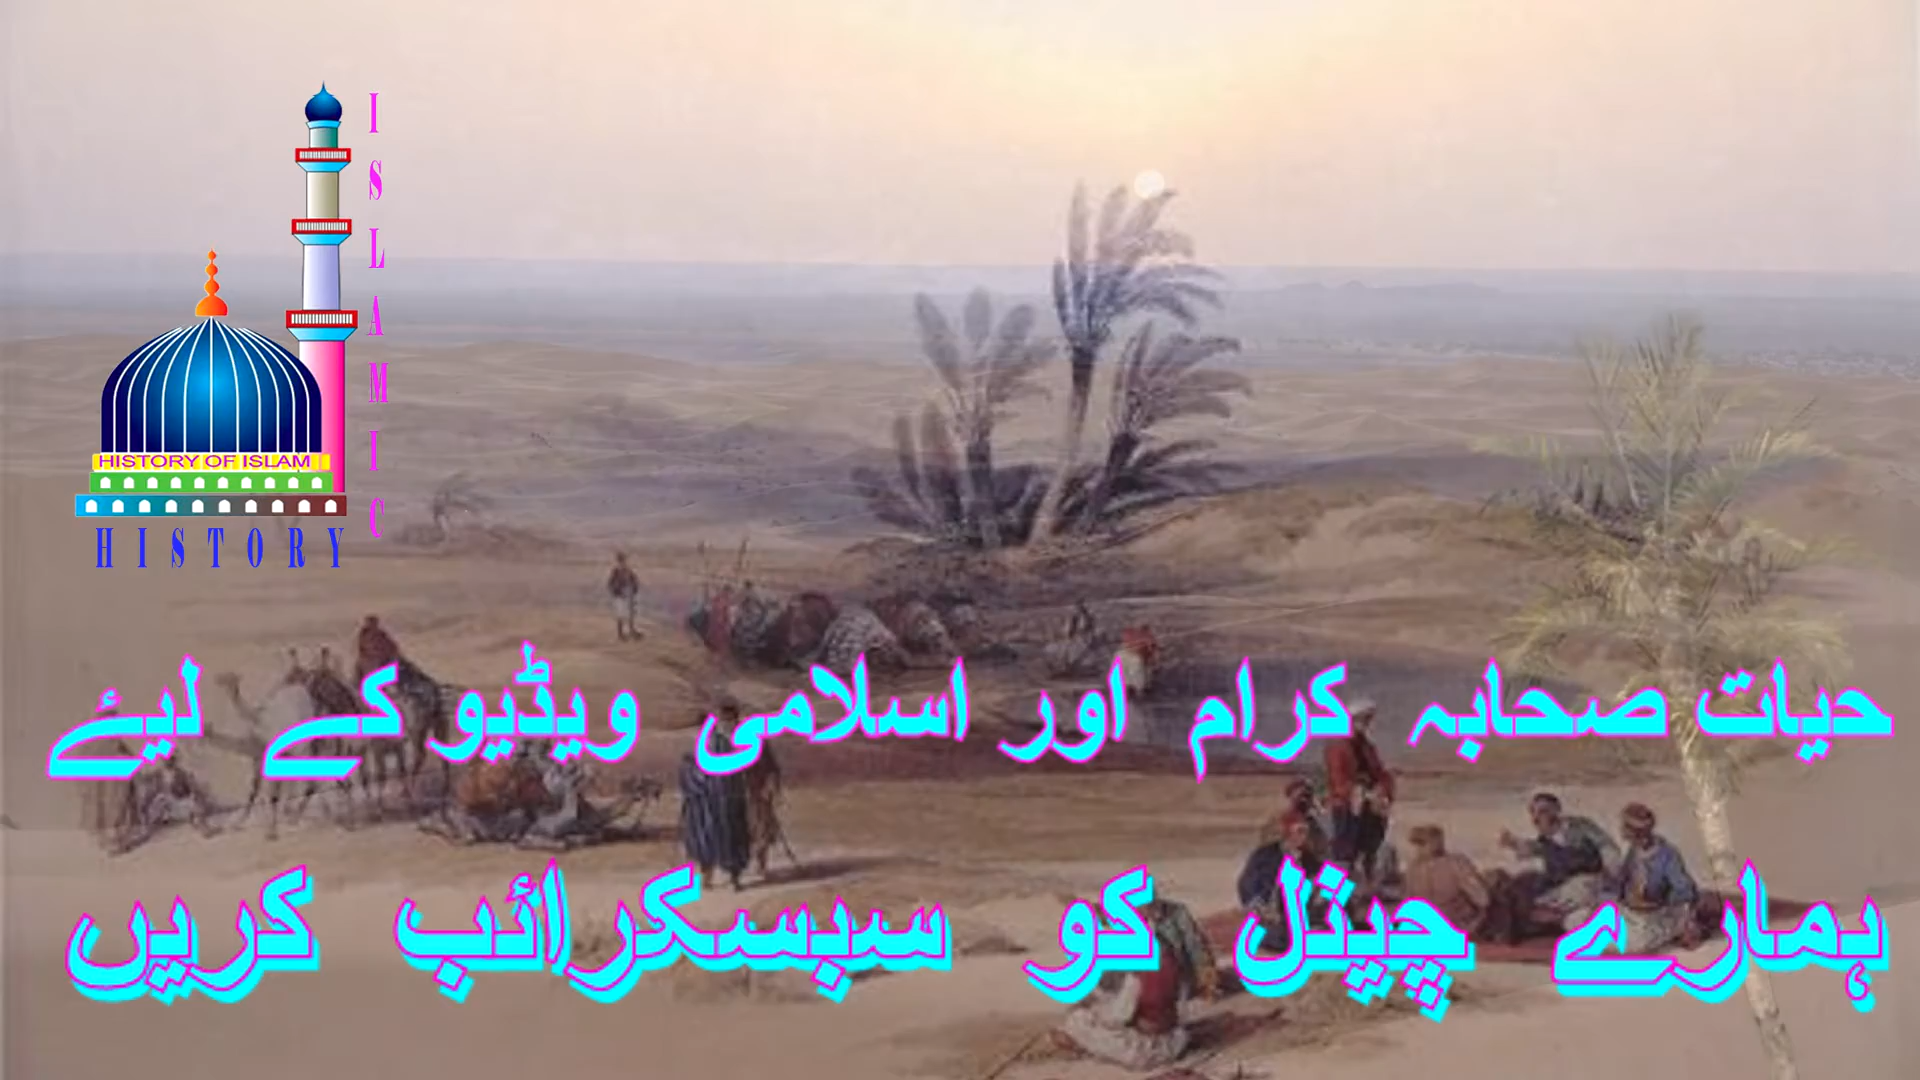 ISLAMIC
HISTORY OF ISLAM
HISTORY
حیات صحابہ کرام اور اسلامی ویڈیو کے لیئے
ہمارے چینل کو سبسکرائب کریں